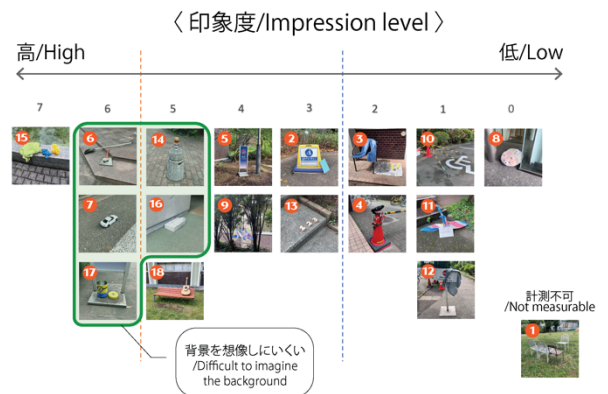 〈 印象度/Impression level 〉
高/High
低/Low
7 6 5 4 3 2 1 0
15 6 14 5 2 3 10 8
7 16 9 13 4 11
17 18 12
計測不可
/Not measurable
1
背景を想像しにくい
/Difficult to imagine
the background